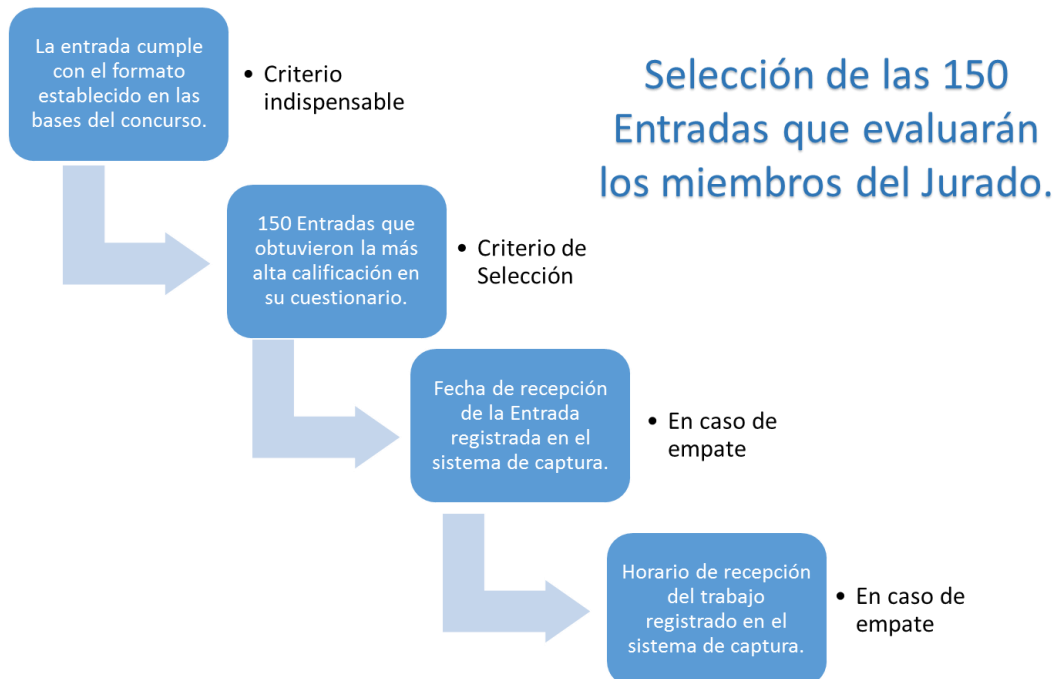 Selección de las 150
Entradas que evaluarán
los miembros del Jurado.
La entrada cumple
con el formato
establecido en las
bases del concurso.
• Criterio
indispensable
150 Entradas que
obtuvieron la más
alta calificación en
su cuestionario.
• Criterio de
Selección
Fecha de recepción
de la Entrada
registrada en el
sistema de captura.
• En caso de
empate
Horario de recepción
del trabajo
registrado en el
sistema de captura.
• En caso de
empate